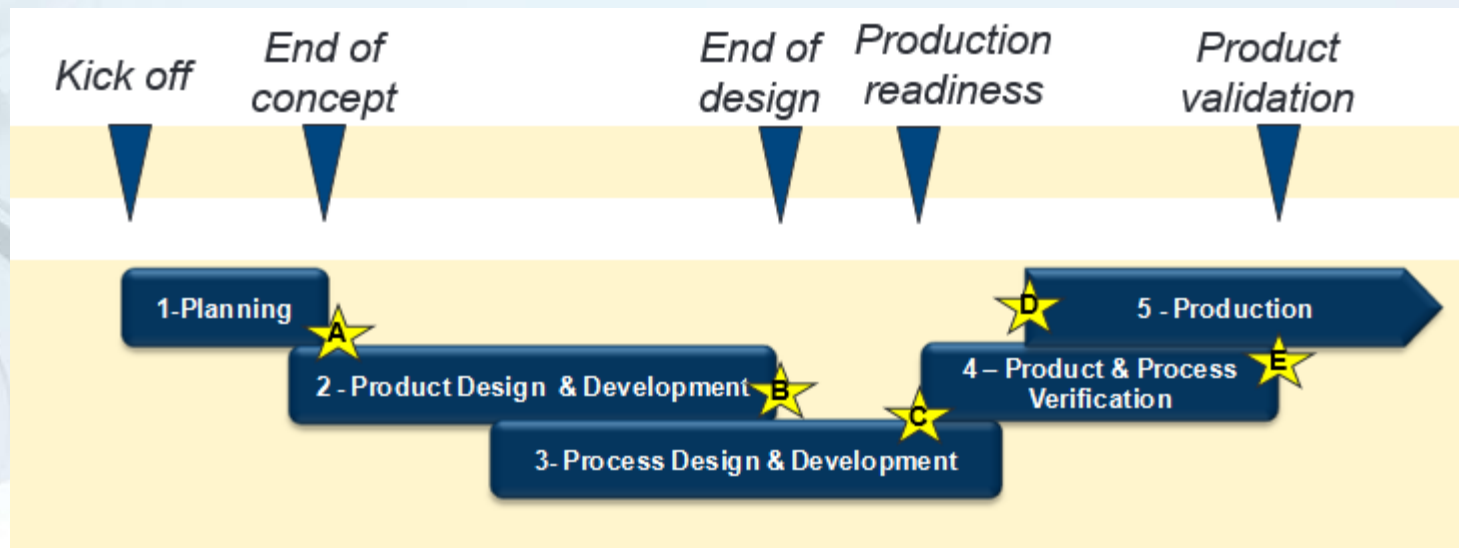 Kick off
End of
concept
End of
design
Production
readiness
Product
validation
1-Planning
A
D
5 - Production
2 - Product Design & Development
B
4 – Product & Process
Verification
E
C
3- Process Design & Development